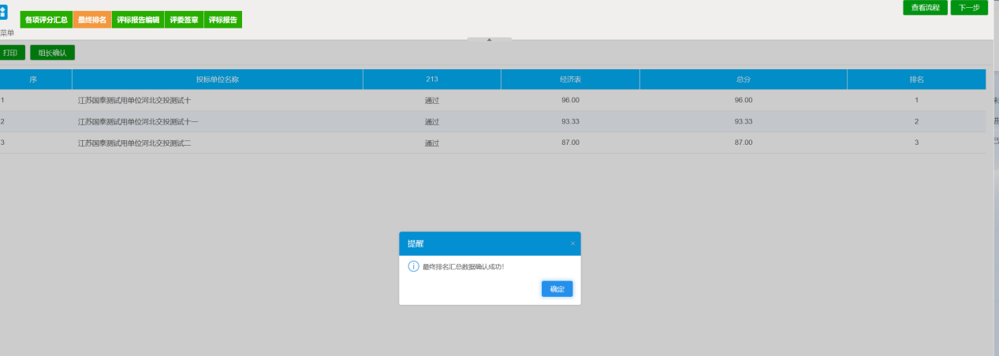 查看流程 下一步
各项评分汇总 最终排名 评标报告编辑 评委签章 评标报告
菜单
打印 组长确认
序 投标单位名称 213 经济表 总分 排名
1 江苏国泰测试用单位河北交投测试十 通过 96.00 96.00 1
2 江苏国泰测试用单位河北交投测试十一 通过 93.33 93.33 2
3 江苏国泰测试用单位河北交投测试二 通过 87.00 87.00 3
提醒 ×
最终排名汇总数据确认成功!
确定